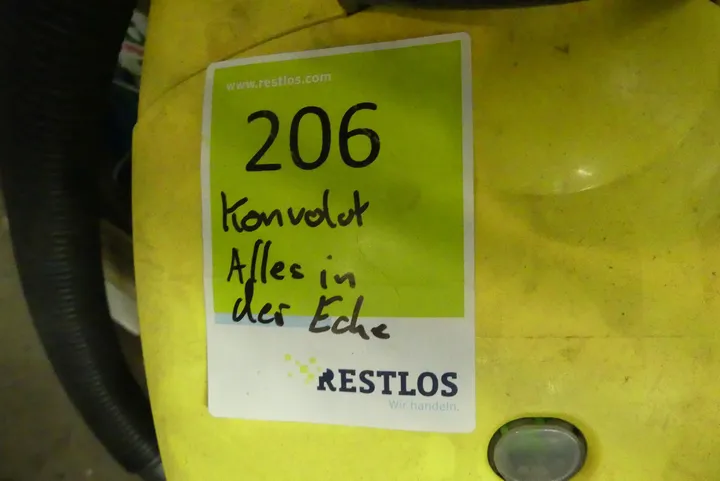 www.restlos.com
206
Konvolut
Alles in
der Ecke
RESTLOS
Wir handeln.